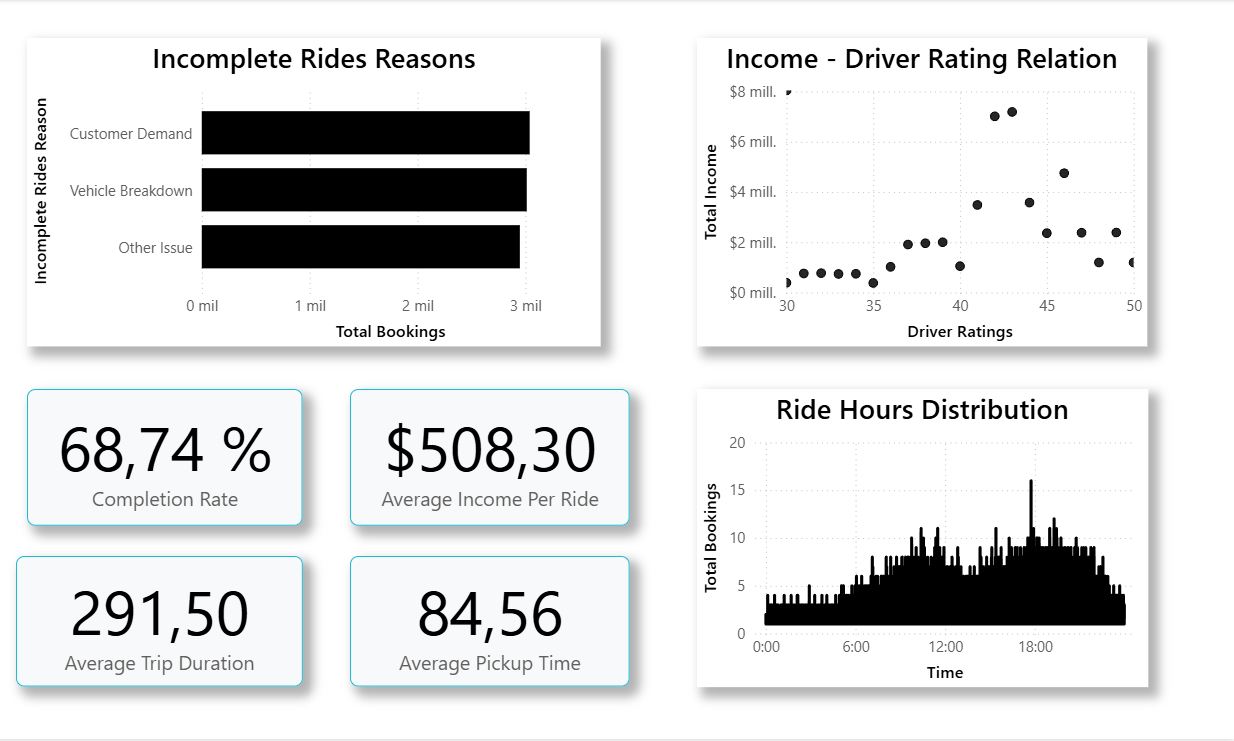 Incomplete Rides Reasons
Incomplete Rides Reason
Customer Demand
Vehicle Breakdown
Other Issue
0 mil 1 mil 2 mil 3 mil
Total Bookings
Income - Driver Rating Relation
Total Income
$8 mill.
$6 mill.
$4 mill.
$2 mill.
$0 mill.
30 35 40 45 50
Driver Ratings
68,74 %
Completion Rate
$508,30
Average Income Per Ride
291,50
Average Trip Duration
84,56
Average Pickup Time
Ride Hours Distribution
Total Bookings
20
15
10
5
0
0:00 6:00 12:00 18:00
Time